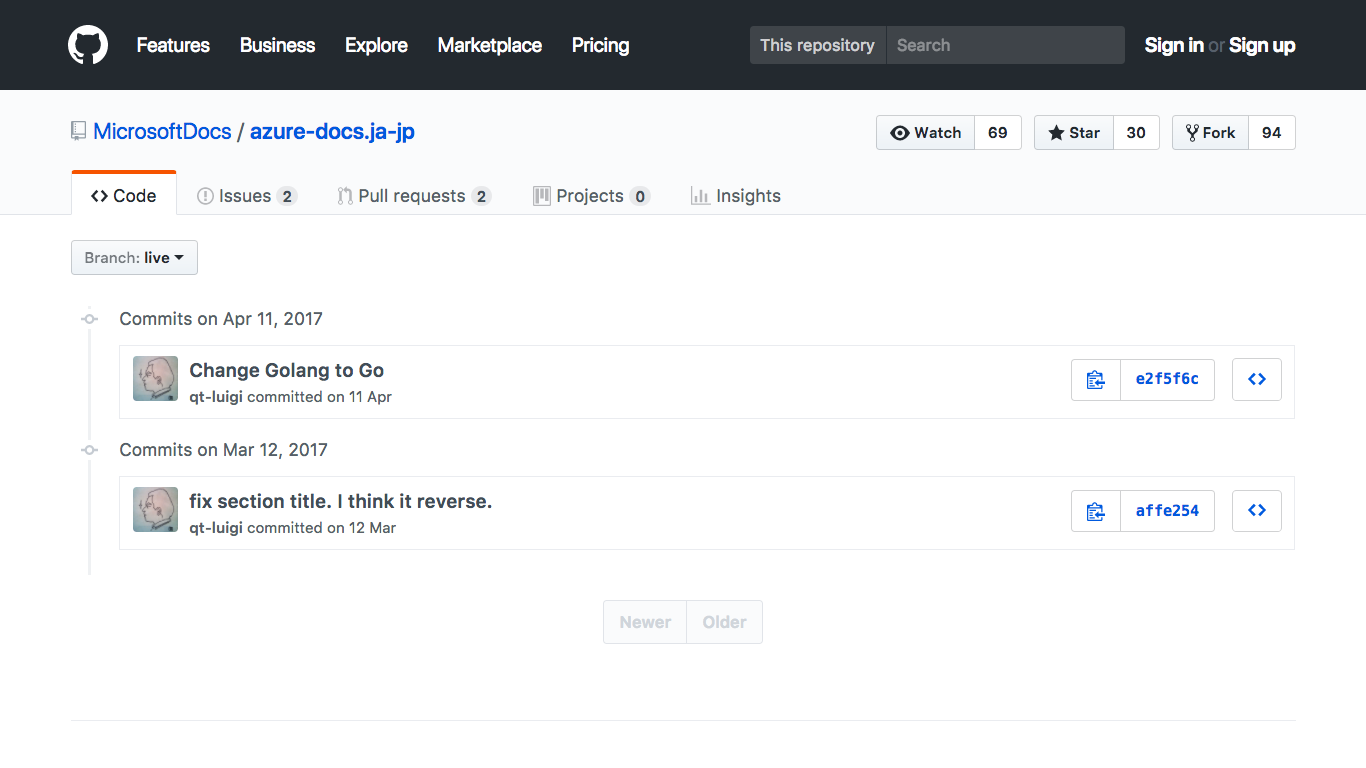 Features Business Explore Marketplace Pricing This repository Search Sign in or Sign up
MicrosoftDocs / azure-docs.ja-jp Watch 69 Star 30 Fork 94
Code Issues 2 Pull requests 2 Projects 0 Insights
Branch: live
Commits on Apr 11, 2017
Change Golang to Go
qt-luigi committed on 11 Apr
e2f5f6c
Commits on Mar 12, 2017
fix section title. I think it reverse.
qt-luigi committed on 12 Mar
affe254
Newer Older